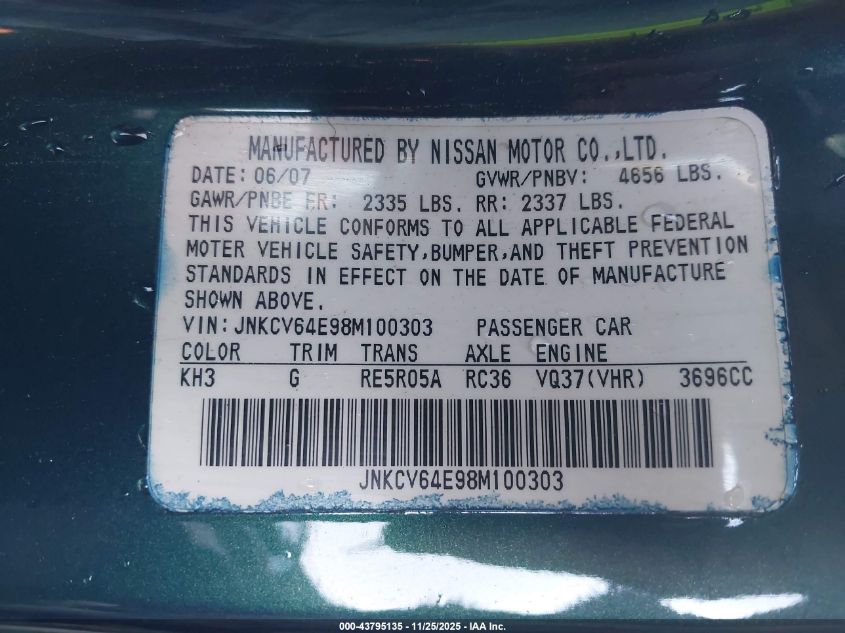 MANUFACTURED BY NISSAN MOTOR CO.,LTD.
DATE: 06/07 GVWR/PNBV: 4656 LBS.
GAWR/PNBE FR: 2335 LBS. RR: 2337 LBS.
THIS VEHICLE CONFORMS TO ALL APPLICABLE FEDERAL
MOTER VEHICLE SAFETY,BUMPER,AND THEFT PREVENTION
STANDARDS IN EFFECT ON THE DATE OF MANUFACTURE
SHOWN ABOVE.
VIN: JNKCV64E98M100303 PASSENGER CAR
COLOR TRIM TRANS AXLE ENGINE
KH3 G RE5R05A RC36 VQ37(VHR) 3696CC
JNKCV64E98M100303
000-43795135 - 11/25/2025 - IAA Inc.